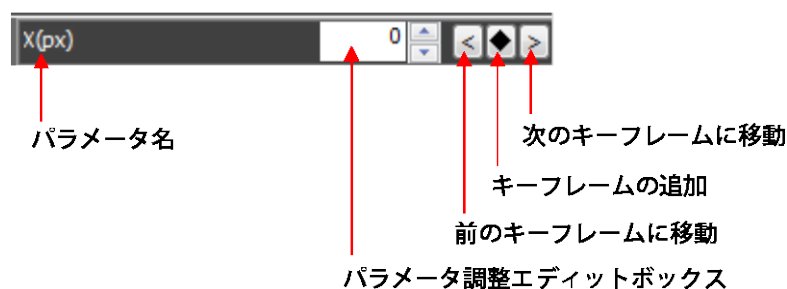 X(px) 0 < ◆ >
パラメータ名
次のキーフレームに移動
キーフレームの追加
前のキーフレームに移動
パラメータ調整エディットボックス